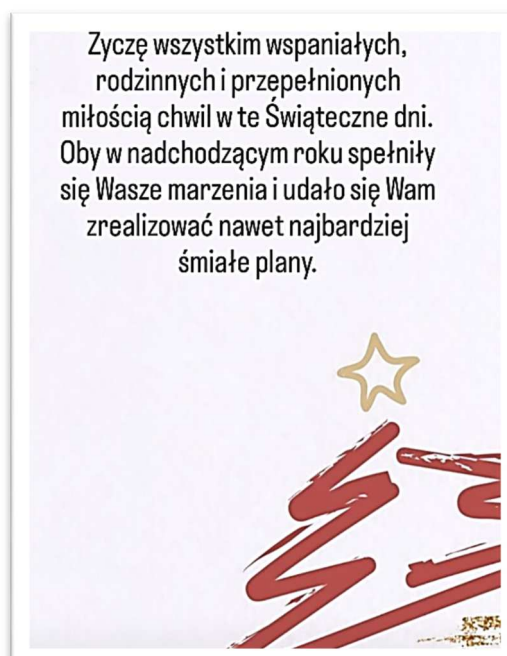 Zyczę wszystkim wspaniałych,
rodzinnych i przepełnionych
miłością chwil w te Świąteczne dni.
Oby w nadchodzącym roku spełniły
się Wasze marzenia i udało się Wam
zrealizować nawet najbardziej
śmiałe plany.